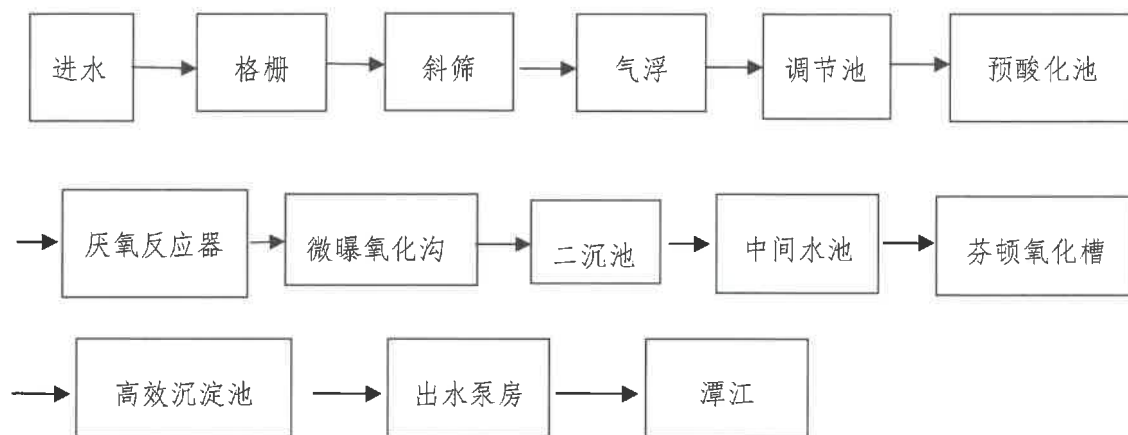 进水 格栅 斜筛 气浮 调节池 预酸化池
厌氧反应器 微曝氧化沟 二沉池 中间水池 芬顿氧化槽
高效沉淀池 出水泵房 潭江